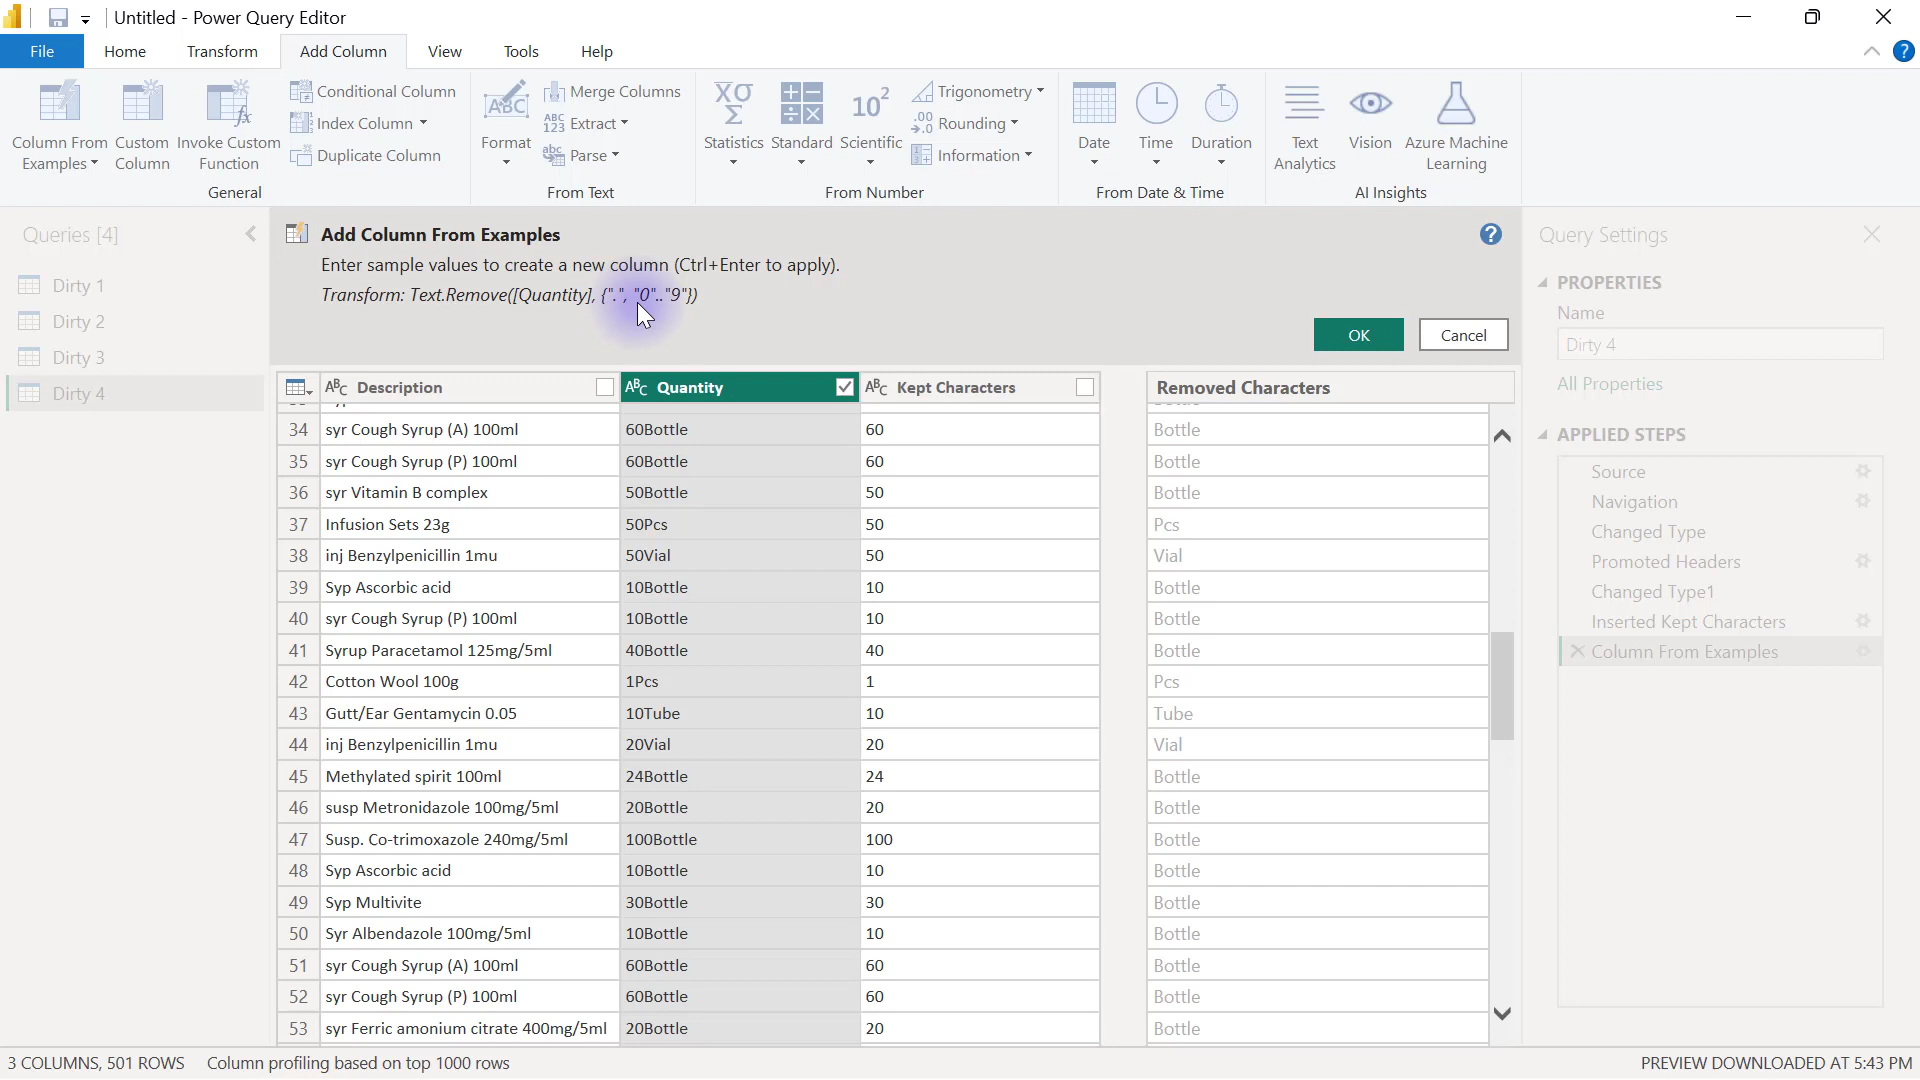 Untitled - Power Query Editor
File Home Transform Add Column View Tools Help
Column From Examples
Custom Column
Invoke Custom Function
Conditional Column
Index Column
Duplicate Column
General
Format
Merge Columns
Extract
Parse
From Text
Statistics
Standard
Scientific
Trigonometry
Rounding
Information
From Number
Date
Time
Duration
From Date & Time
Text Analytics
Vision
Azure Machine Learning
AI Insights
Queries [4]
Dirty 1
Dirty 2
Dirty 3
Dirty 4
Add Column From Examples
Enter sample values to create a new column (Ctrl+Enter to apply).
Transform: Text.Remove([Quantity], {".", "0".."9"})
OK Cancel
Description Quantity Kept Characters Removed Characters
34 syr Cough Syrup (A) 100ml 60Bottle 60 Bottle
35 syr Cough Syrup (P) 100ml 60Bottle 60 Bottle
36 syr Vitamin B complex 50Bottle 50 Bottle
37 Infusion Sets 23g 50Pcs 50 Pcs
38 inj Benzylpenicillin 1mu 50Vial 50 Vial
39 Syp Ascorbic acid 10Bottle 10 Bottle
40 syr Cough Syrup (P) 100ml 10Bottle 10 Bottle
41 Syrup Paracetamol 125mg/5ml 40Bottle 40 Bottle
42 Cotton Wool 100g 1Pcs 1 Pcs
43 Gutt/Ear Gentamycin 0.05 10Tube 10 Tube
44 inj Benzylpenicillin 1mu 20Vial 20 Vial
45 Methylated spirit 100ml 24Bottle 24 Bottle
46 susp Metronidazole 100mg/5ml 20Bottle 20 Bottle
47 Susp. Co-trimoxazole 240mg/5ml 100Bottle 100 Bottle
48 Syp Ascorbic acid 10Bottle 10 Bottle
49 Syp Multivite 30Bottle 30 Bottle
50 Syr Albendazole 100mg/5ml 10Bottle 10 Bottle
51 syr Cough Syrup (A) 100ml 60Bottle 60 Bottle
52 syr Cough Syrup (P) 100ml 60Bottle 60 Bottle
53 syr Ferric amonium citrate 400mg/5ml 20Bottle 20 Bottle
Query Settings
PROPERTIES
Name
Dirty 4
All Properties
APPLIED STEPS
Source
Navigation
Changed Type
Promoted Headers
Changed Type1
Inserted Kept Characters
Column From Examples
3 COLUMNS, 501 ROWS Column profiling based on top 1000 rows PREVIEW DOWNLOADED AT 5:43 PM